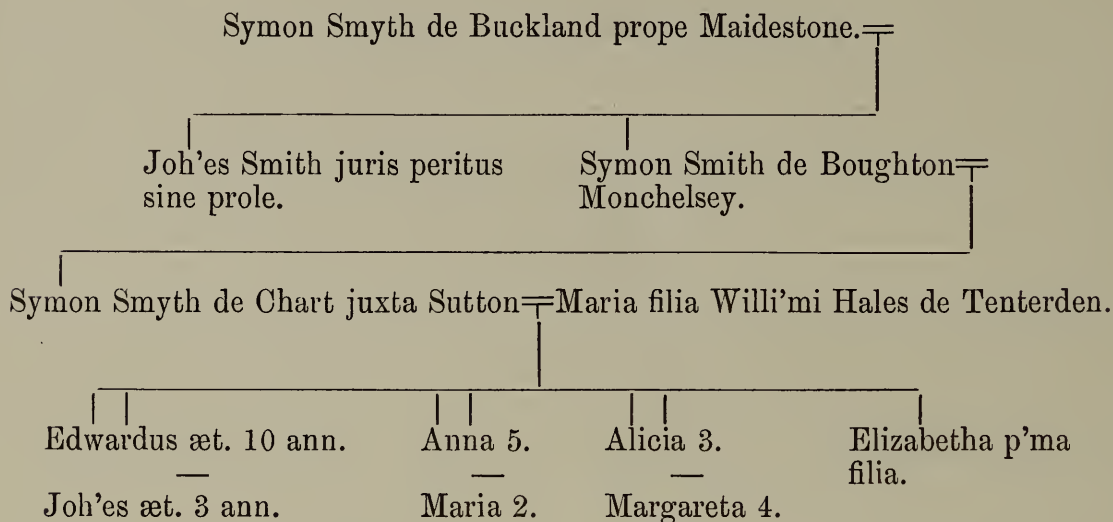 Symon Smyth de Buckland prope Maidestone.
Joh'es Smith juris peritus
sine prole.
Symon Smith de Boughton
Monchelsey.
Symon Smyth de Chart juxta Sutton
Maria filia Willi'mi Hales de Tenterden.
Edwardus æt. 10 ann.
Joh'es æt. 3 ann.
Anna 5.
Maria 2.
Alicia 3.
Margareta 4.
Elizabetha p'ma
filia.